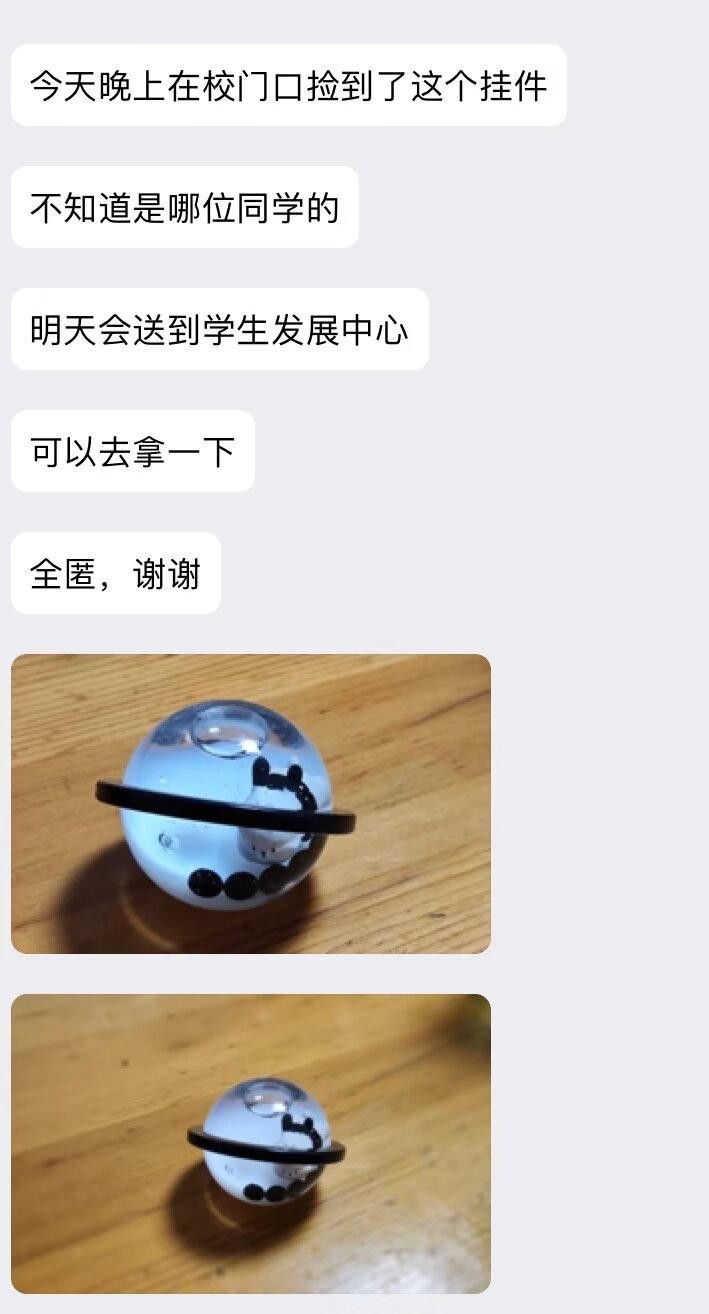 今天晚上在校门口捡到了这个挂件
不知道是哪位同学的
明天会送到学生发展中心
可以去拿一下
全匿，谢谢